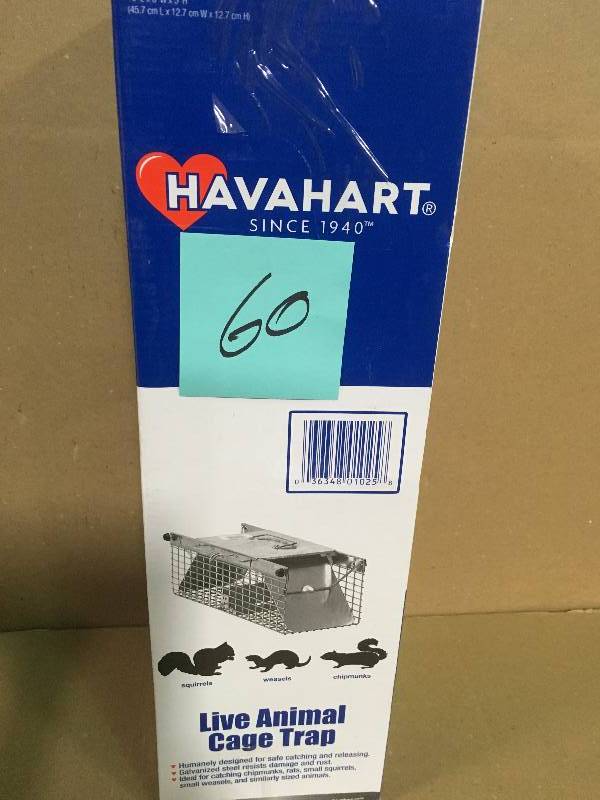 (45.7 cm L x 12.7 cm W x 12.7 cm H)
HAVAHART®
SINCE 1940™
60
0 36348 01025 8
squirrels weasels chipmunks
Live Animal
Cage Trap
Humanely designed for safe catching and releasing.
Galvanized steel resists damage and rust.
Ideal for catching chipmunks, rats, small squirrels,
small weasels, and similarly sized animals.